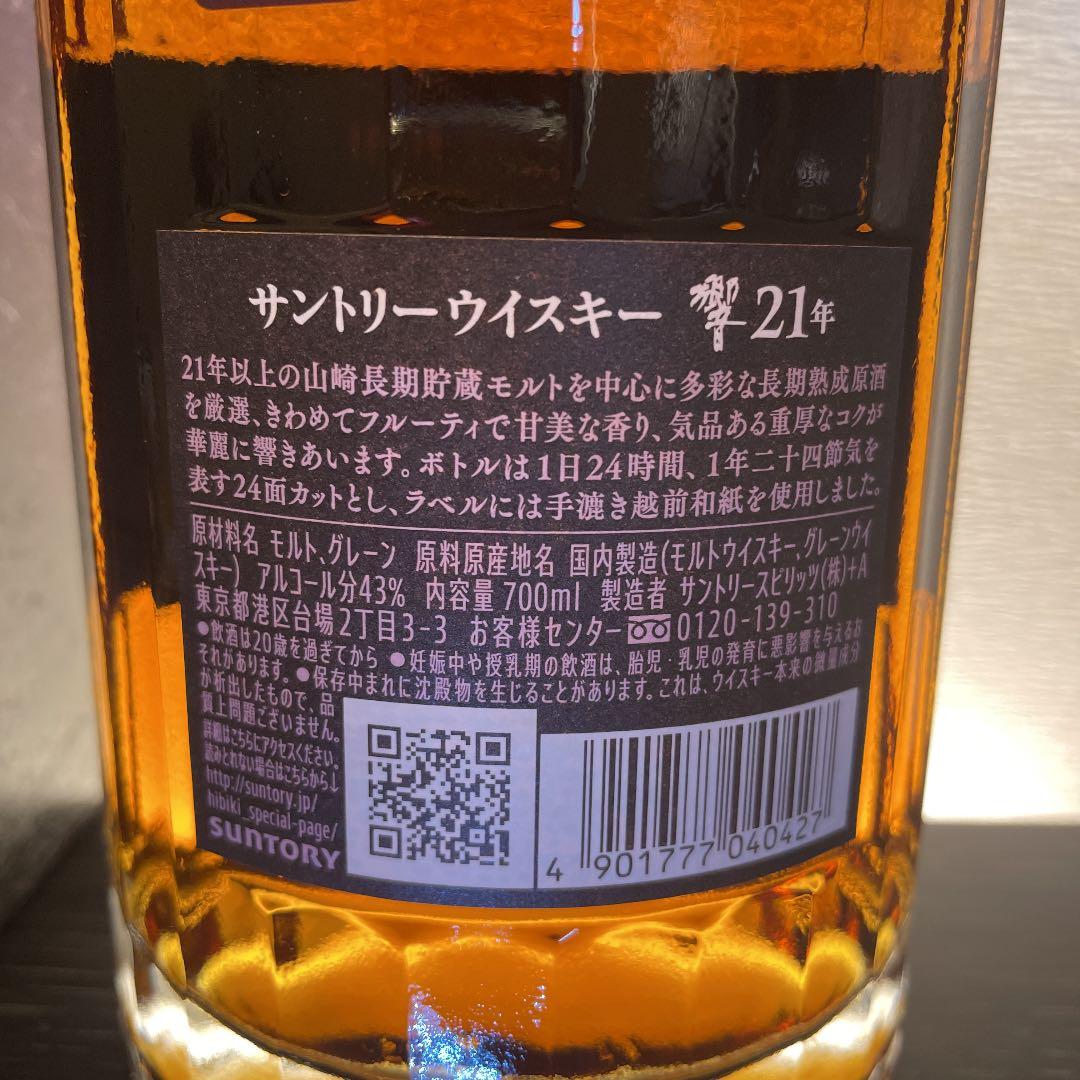 サントリーウイスキー 響 21年
21年以上の山崎長期貯蔵モルトを中心に多彩な長期熟成原酒
を厳選、きわめてフルーティで甘美な香り、気品ある重厚なコクが
華麗に響きあいます。ボトルは1日24時間、1年二十四節気を
表す24面カットとし、ラベルには手漉き越前和紙を使用しました。
原材料名 モルト、グレーン 原料原産地名 国内製造(モルトウイスキー、グレーンウイ
スキー) アルコール分43% 内容量 700ml 製造者 サントリースピリッツ(株)+A
東京都港区台場2丁目3-3 お客様センター 0120-139-310
●飲酒は20歳を過ぎてから ●妊娠中や授乳期の飲酒は、胎児・乳児の発育に悪影響を与えるお
それがあります。●保存中まれに沈殿物を生じることがあります。これは、ウイスキー本来の微量成分
が析出したもので、品
質上問題ございません。
詳細はこちらにアクセスください。
読みとれない場合はこちらから↓
http://suntory.jp/
hibiki_special-page/
SUNTORY
4 901777 040427